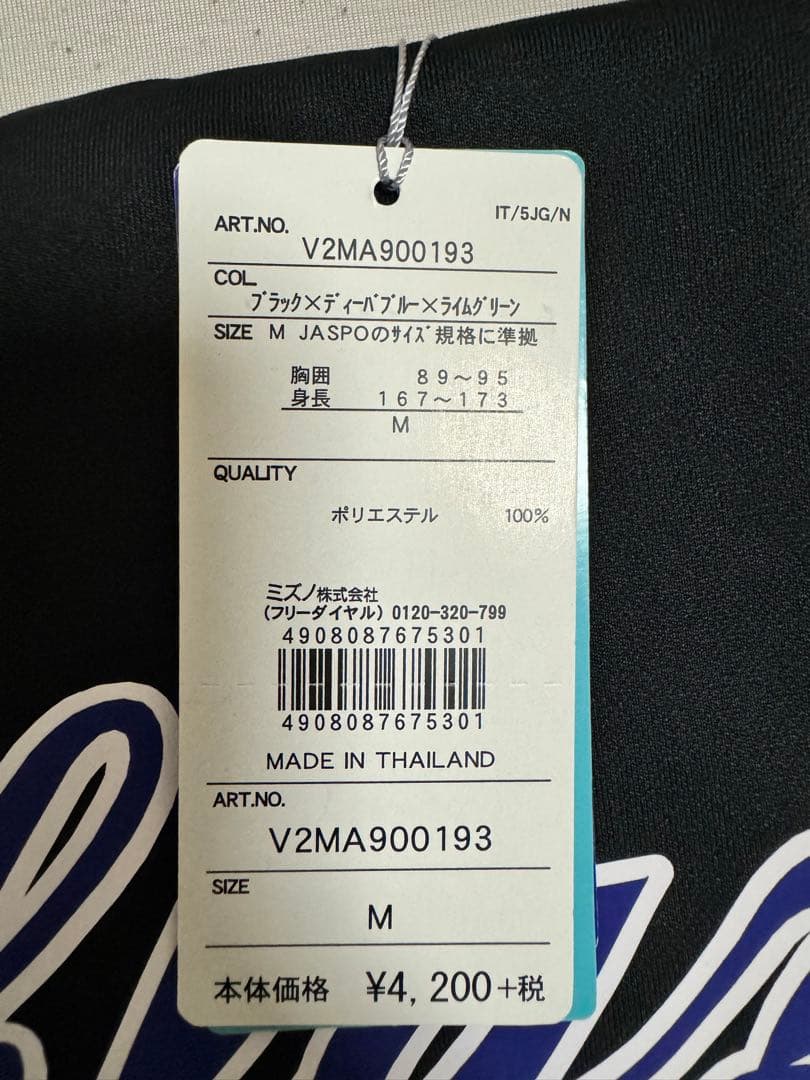 IT/5JG/N
ART.NO.
V2MA900193
COL
ﾌﾞﾗｯｸ×ﾃﾞｨｰﾊﾞﾌﾞﾙｰ×ﾗｲﾑｸﾞﾘｰﾝ
SIZE M JASPOのｻｲｽﾞ規格に準拠
胸囲 89～95
身長 167～173
M
QUALITY
ポリエステル 100%
ミズノ株式会社
(フリーダイヤル) 0120-320-799
4908087675301
4908087675301
MADE IN THAILAND
ART.NO.
V2MA900193
SIZE
M
本体価格 ¥4,200+税